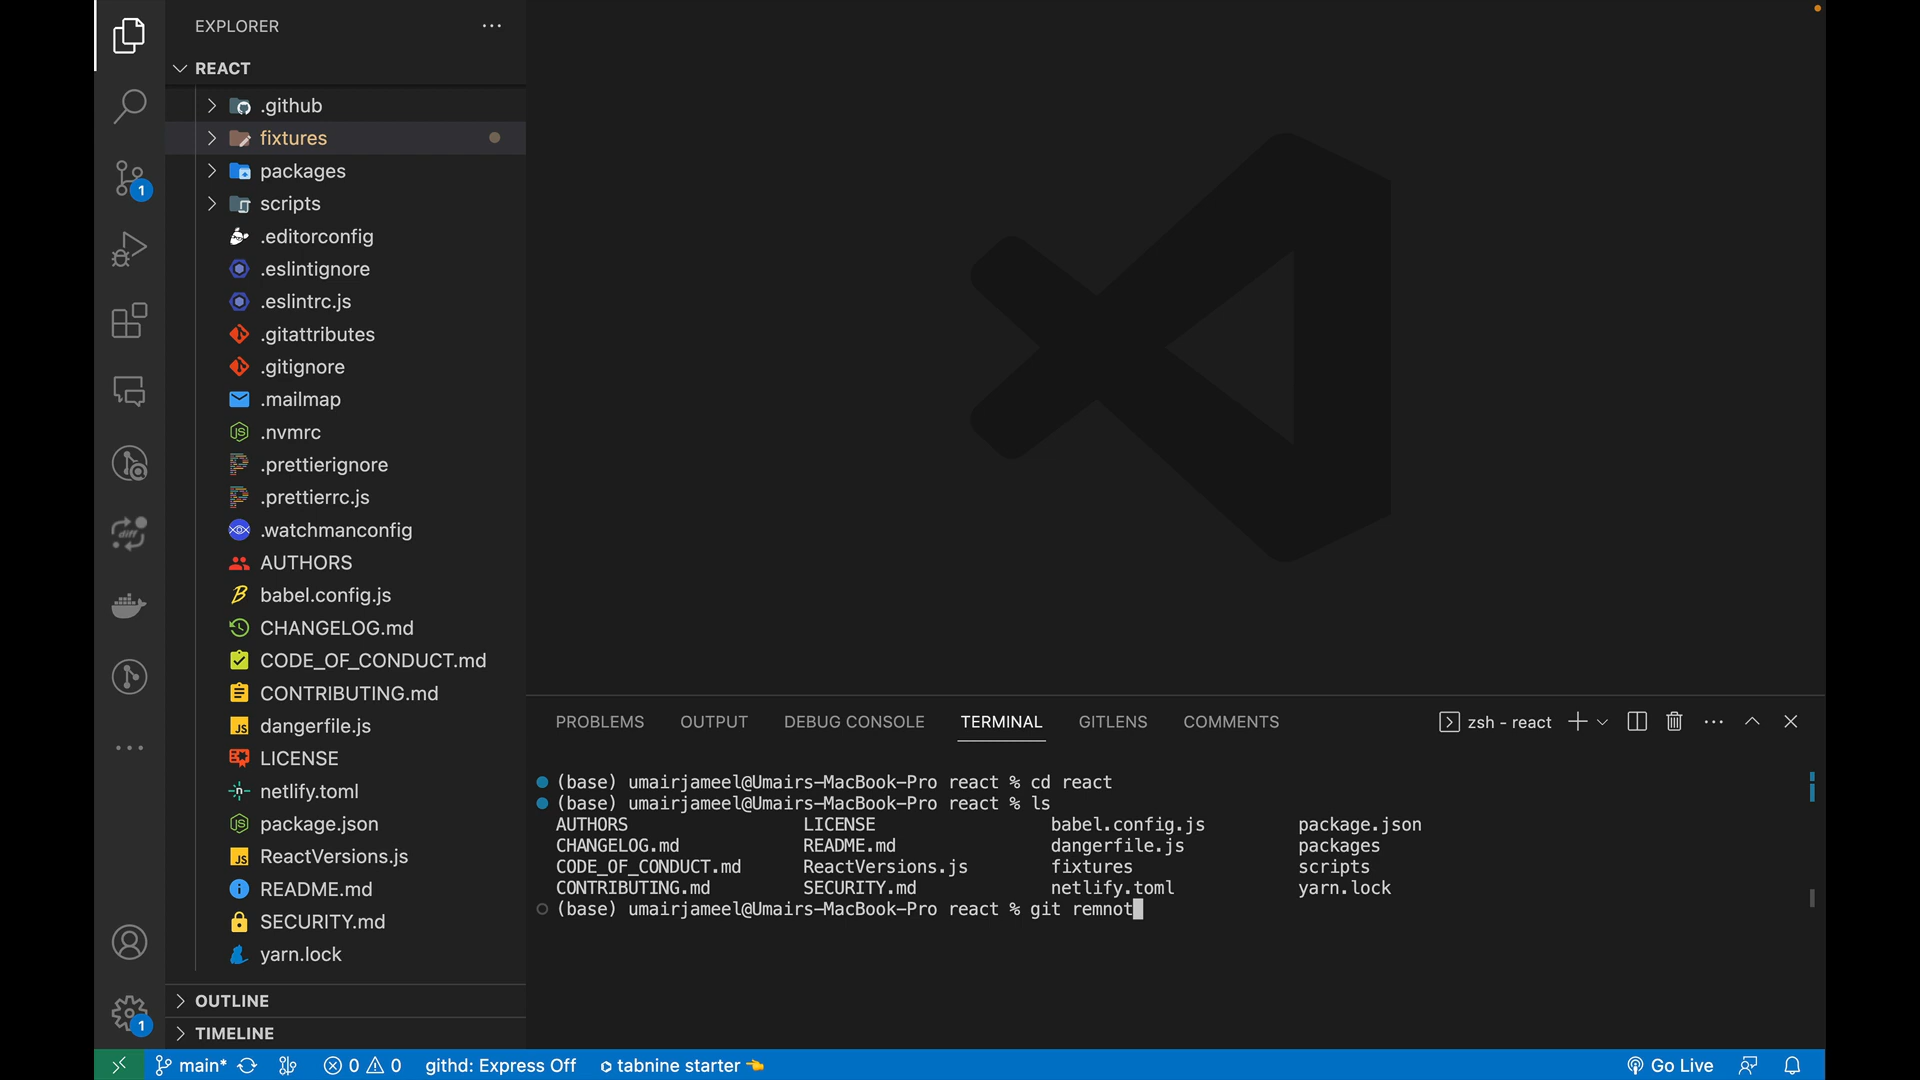 EXPLORER
REACT
.github
fixtures
packages
scripts
.editorconfig
.eslintignore
.eslintrc.js
.gitattributes
.gitignore
.mailmap
.nvmrc
.prettierignore
.prettierrc.js
.watchmanconfig
AUTHORS
babel.config.js
CHANGELOG.md
CODE_OF_CONDUCT.md
CONTRIBUTING.md
dangerfile.js
LICENSE
netlify.toml
package.json
ReactVersions.js
README.md
SECURITY.md
yarn.lock
OUTLINE
TIMELINE
1
diff
1
PROBLEMS OUTPUT DEBUG CONSOLE TERMINAL GITLENS COMMENTS zsh - react
(base) umairjameel@Umairs-MacBook-Pro react % cd react
(base) umairjameel@Umairs-MacBook-Pro react % ls
AUTHORS LICENSE babel.config.js package.json
CHANGELOG.md README.md dangerfile.js packages
CODE_OF_CONDUCT.md ReactVersions.js fixtures scripts
CONTRIBUTING.md SECURITY.md netlify.toml yarn.lock
(base) umairjameel@Umairs-MacBook-Pro react % git remnot
main* 0 0 githd: Express Off tabnine starter Go Live